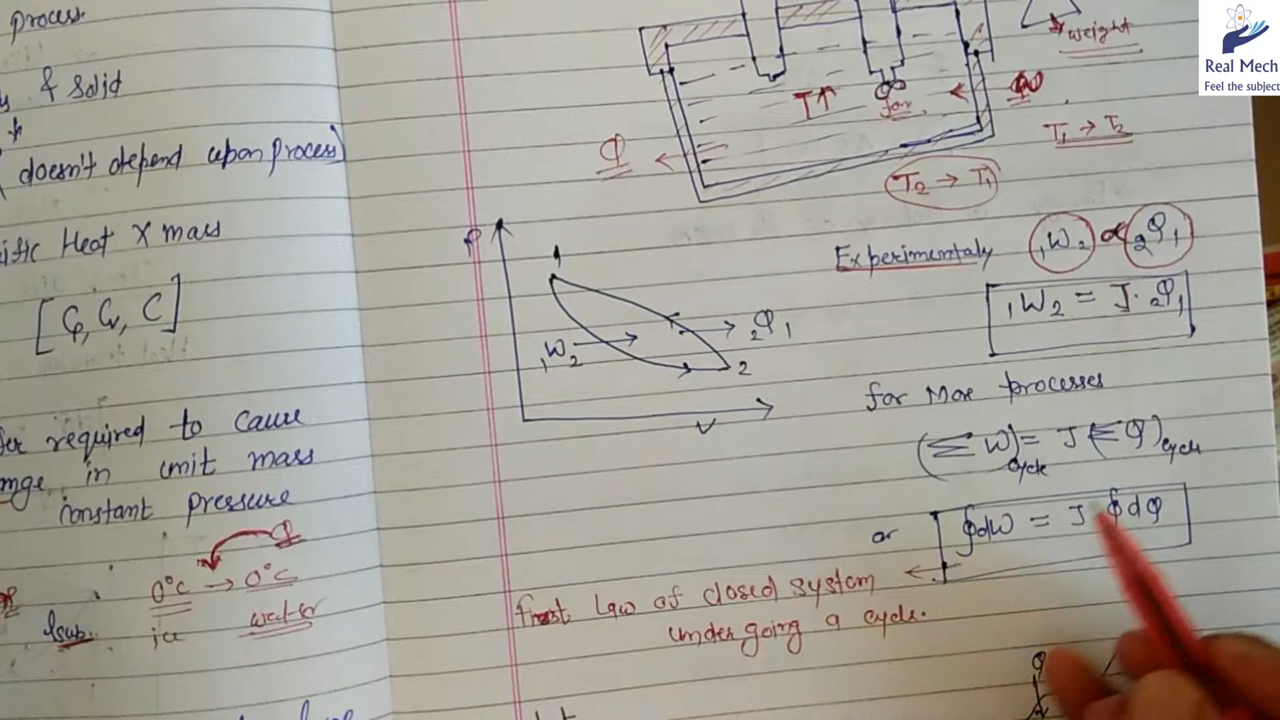 process
& solid
doesn't depend upon process)
Heat X mass
[Cp, Cv, C]
required to cause
in unit mass
constant pressure
Q
0°C → 0°C
ice water
T↑
fan
weight
Q
T1 → T2
T2 → T1
Real Mech
Feel the subject
P
1
1W2
2Q1
2
V
Experimentaly 1W2 ∝ 2Q1
1W2 = J. 2Q1
for More processes
(ΣW)cycle = J(ΣQ)cycle
or ∮dW = J ∮dQ
first Law of closed system
undergoing a cycle.
Q